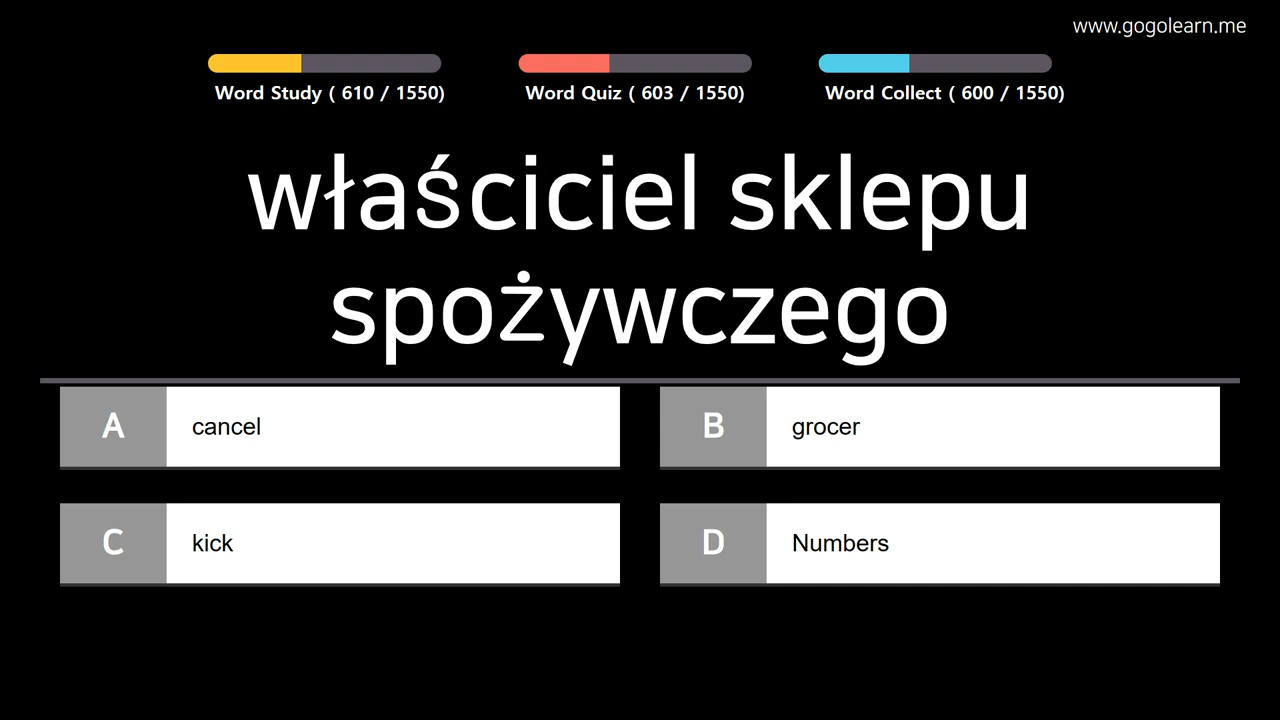 www.gogolearn.me
Word Study ( 610 / 1550)
Word Quiz ( 603 / 1550)
Word Collect ( 600 / 1550)
właściciel sklepu
spożywczego
A cancel
B grocer
C kick
D Numbers